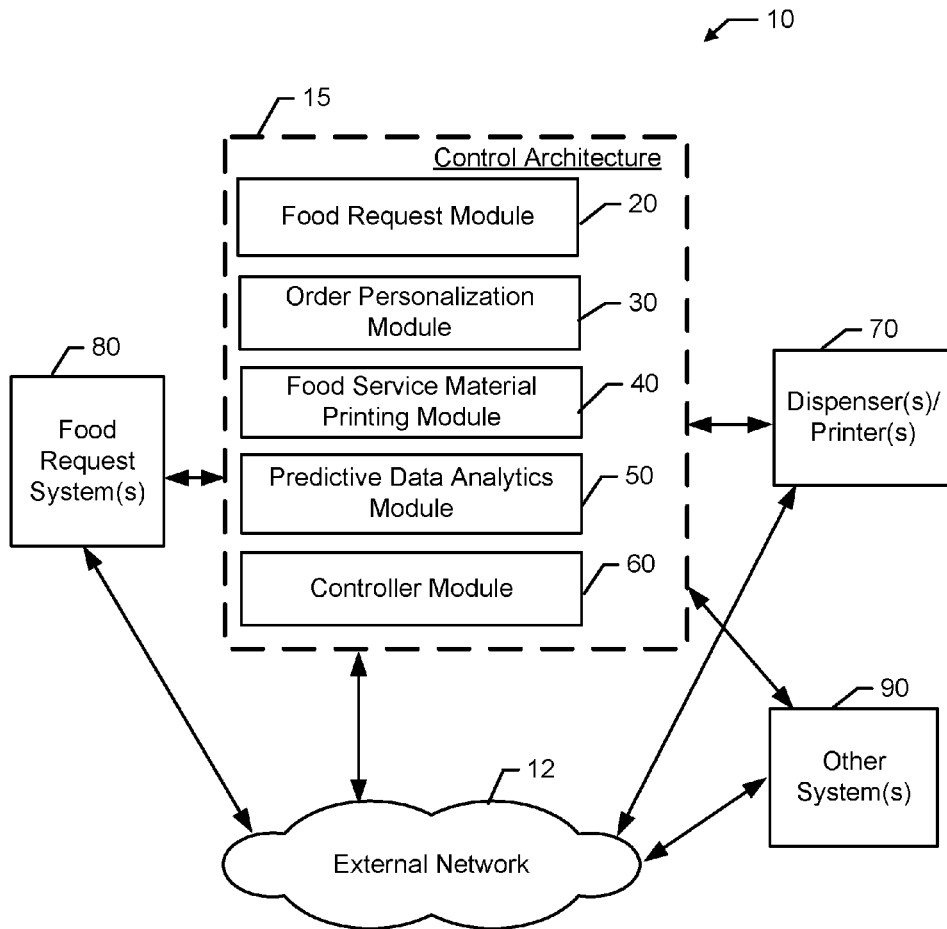 10
15
Control Architecture
Food Request Module
20
Order Personalization
Module
30
Food Service Material
Printing Module
40
Predictive Data Analytics
Module
50
Controller Module
60
80
Food
Request
System(s)
70
Dispenser(s)/
Printer(s)
90
Other
System(s)
12
External Network